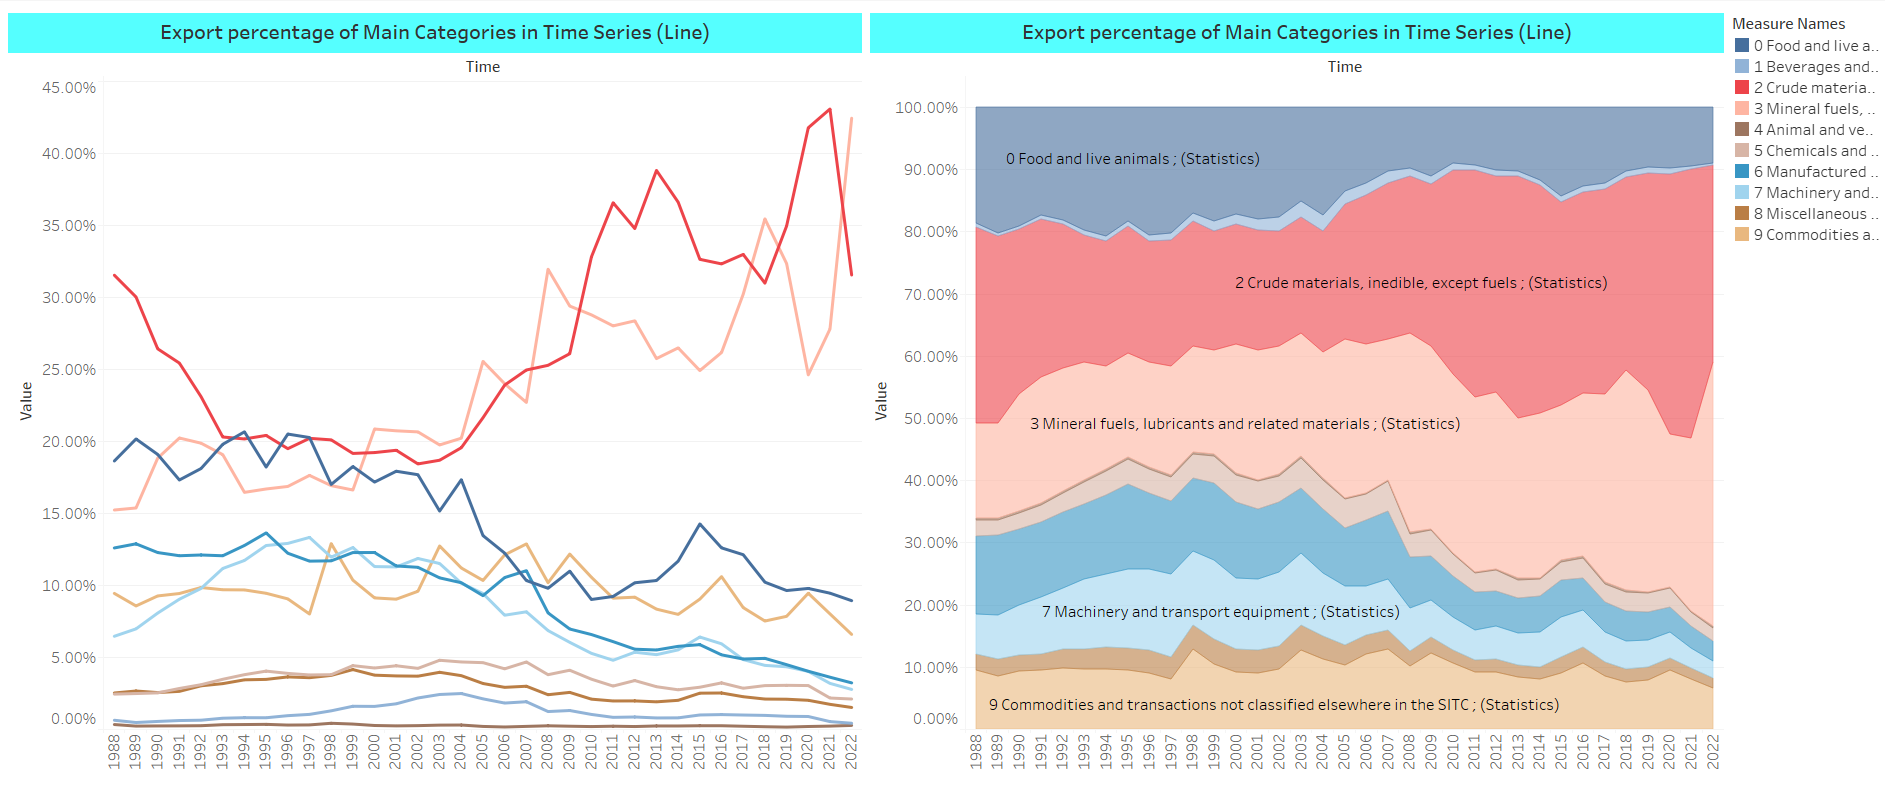 Export percentage of Main Categories in Time Series (Line)
Time
45.00%
40.00%
35.00%
30.00%
25.00%
20.00%
15.00%
10.00%
5.00%
0.00%
Value
1988 1989 1990 1991 1992 1993 1994 1995 1996 1997 1998 1999 2000 2001 2002 2003 2004 2005 2006 2007 2008 2009 2010 2011 2012 2013 2014 2015 2016 2017 2018 2019 2020 2021 2022
Export percentage of Main Categories in Time Series (Line)
Time
100.00%
90.00%
80.00%
70.00%
60.00%
50.00%
40.00%
30.00%
20.00%
10.00%
0.00%
Value
0 Food and live animals ; (Statistics)
2 Crude materials, inedible, except fuels ; (Statistics)
3 Mineral fuels, lubricants and related materials ; (Statistics)
7 Machinery and transport equipment ; (Statistics)
9 Commodities and transactions not classified elsewhere in the SITC ; (Statistics)
1988 1989 1990 1991 1992 1993 1994 1995 1996 1997 1998 1999 2000 2001 2002 2003 2004 2005 2006 2007 2008 2009 2010 2011 2012 2013 2014 2015 2016 2017 2018 2019 2020 2021 2022
Measure Names
0 Food and live a..
1 Beverages and..
2 Crude materia..
3 Mineral fuels, ..
4 Animal and ve..
5 Chemicals and ..
6 Manufactured ..
7 Machinery and..
8 Miscellaneous ..
9 Commodities a..